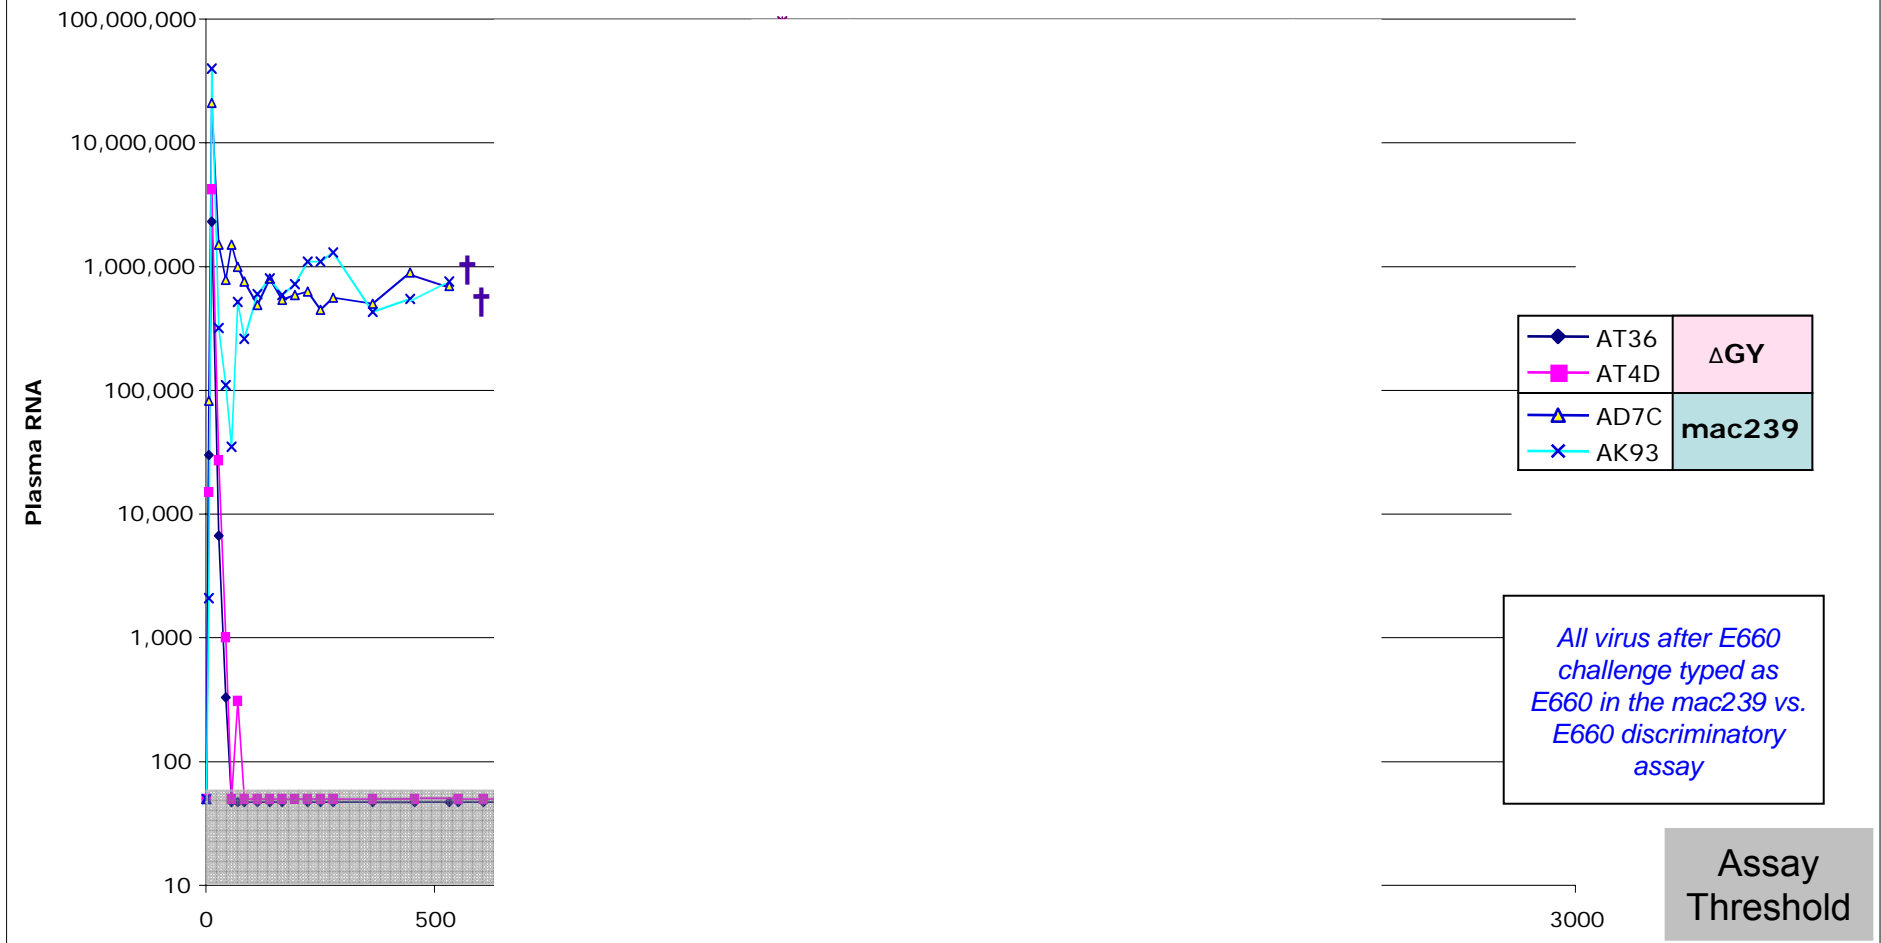 100,000,000
10,000,000
1,000,000
100,000
10,000
1,000
100
10
Plasma RNA
0
500
3000
AT36
AT4D
ΔGY
AD7C
AK93
mac239
All virus after E660
challenge typed as
E660 in the mac239 vs.
E660 discriminatory
assay
Assay
Threshold